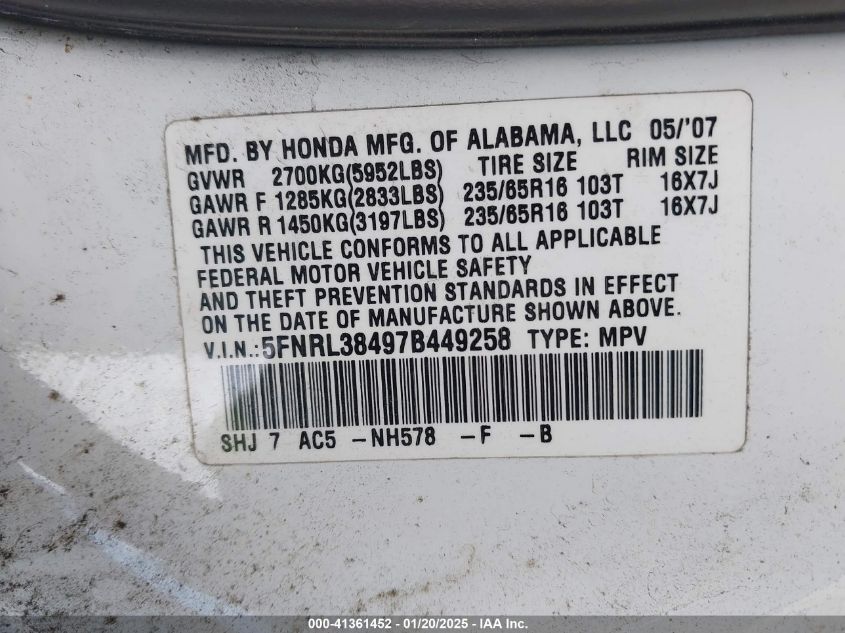 MFD. BY HONDA MFG. OF ALABAMA, LLC 05/'07
GVWR 2700KG(5952LBS) TIRE SIZE RIM SIZE
GAWR F 1285KG(2833LBS) 235/65R16 103T 16X7J
GAWR R 1450KG(3197LBS) 235/65R16 103T 16X7J
THIS VEHICLE CONFORMS TO ALL APPLICABLE
FEDERAL MOTOR VEHICLE SAFETY
AND THEFT PREVENTION STANDARDS IN EFFECT
ON THE DATE OF MANUFACTURE SHOWN ABOVE.
V.I.N.:5FNRL38497B449258 TYPE: MPV
SHJ 7 AC5 -NH578 -F -B
000-41361452 - 01/20/2025 - IAA Inc.